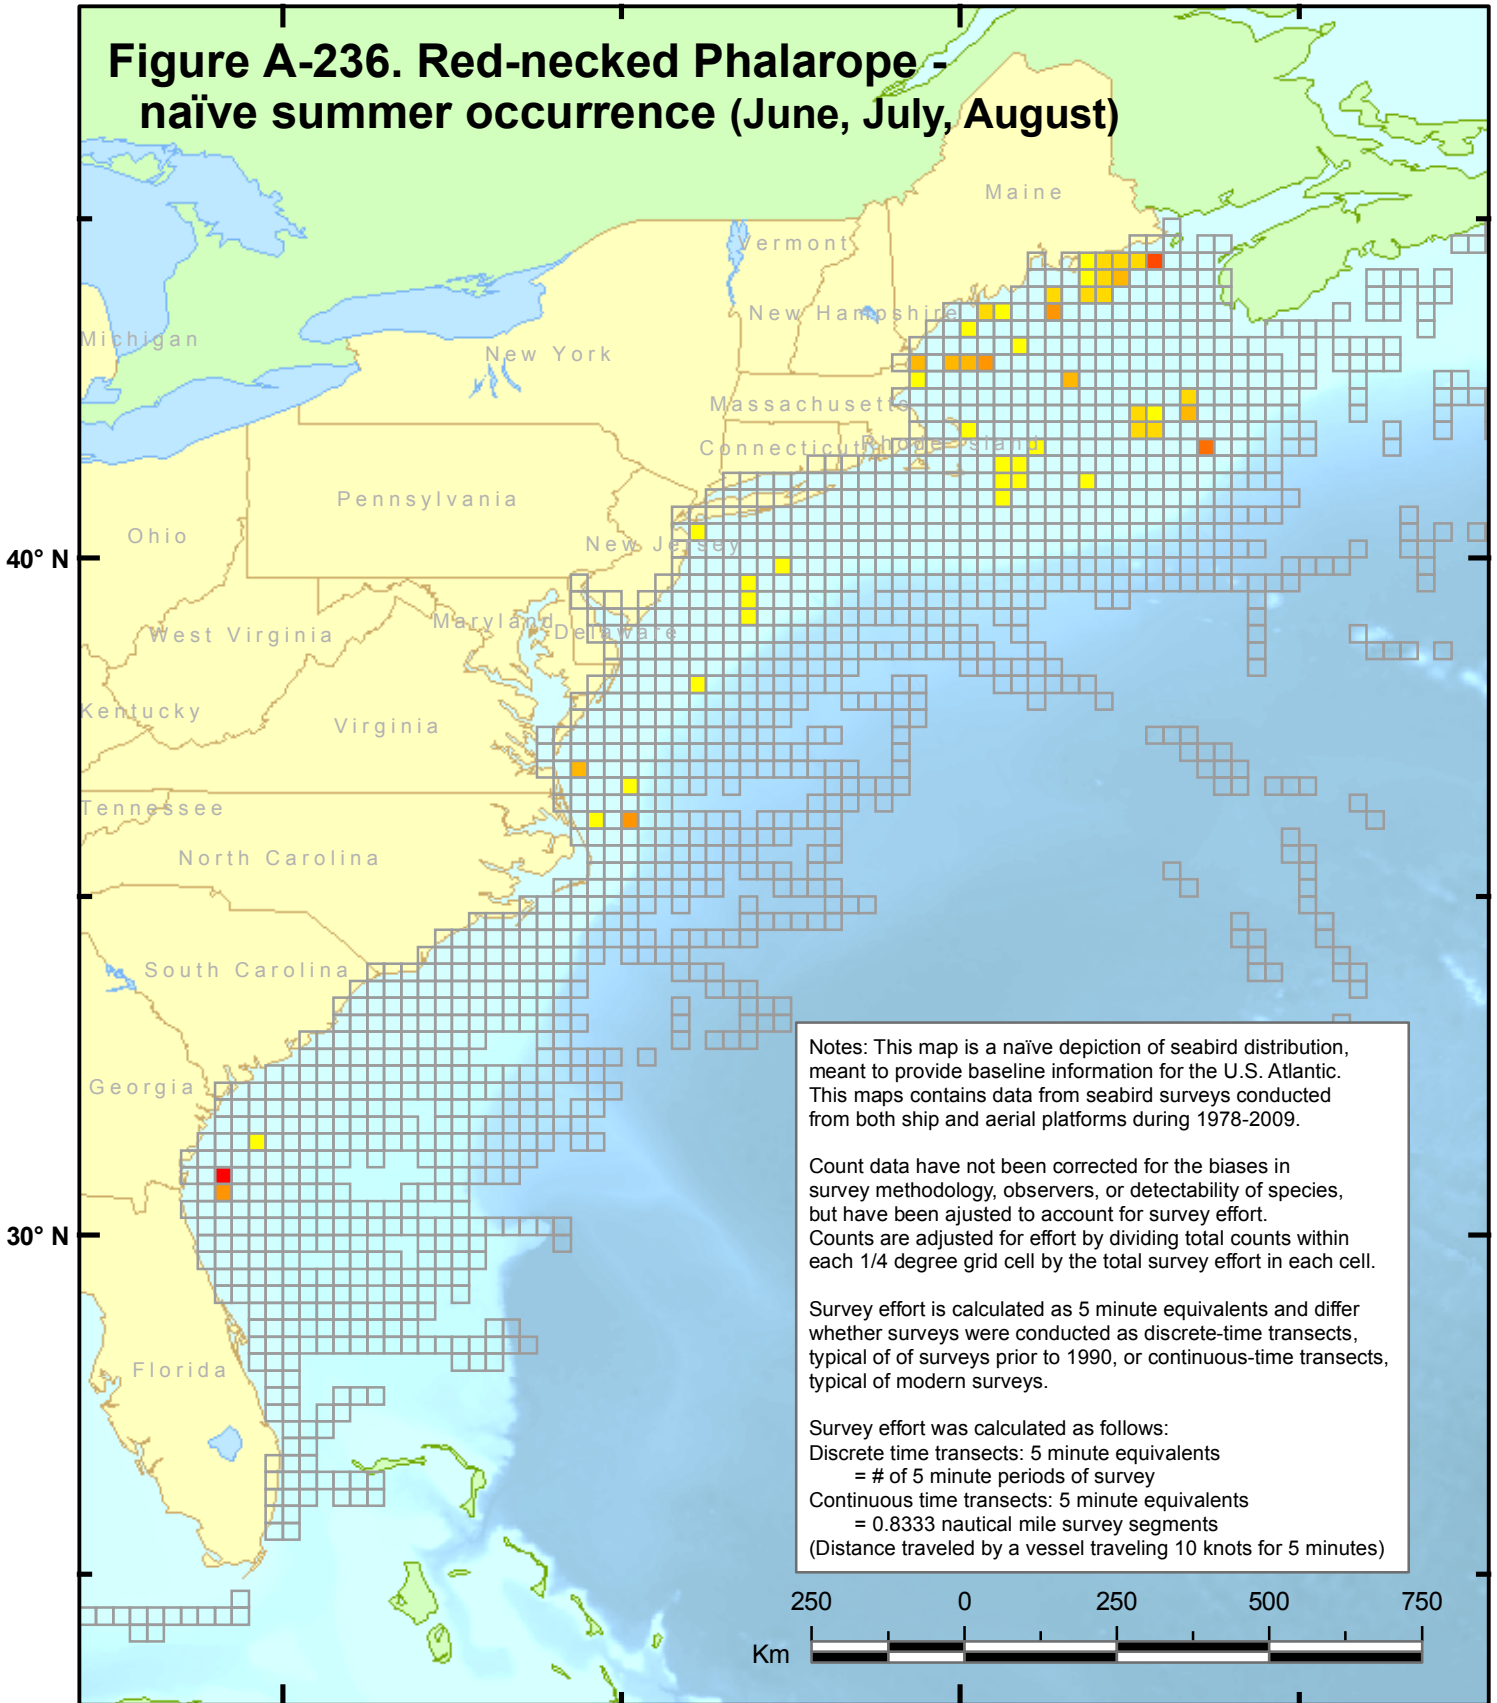 Figure A-236. Red-necked Phalarope -
naïve summer occurrence (June, July, August)
Maine
Vermont
New Hampshire
Michigan
New York
Massachusetts
Connecticut
Rhode Island
Pennsylvania
Ohio
New Jersey
40° N
West Virginia
Maryland
Delaware
Kentucky
Virginia
Tennessee
North Carolina
South Carolina
Georgia
30° N
Florida
Notes: This map is a naïve depiction of seabird distribution,
meant to provide baseline information for the U.S. Atlantic.
This maps contains data from seabird surveys conducted
from both ship and aerial platforms during 1978-2009.
Count data have not been corrected for the biases in
survey methodology, observers, or detectability of species,
but have been ajusted to account for survey effort.
Counts are adjusted for effort by dividing total counts within
each 1/4 degree grid cell by the total survey effort in each cell.
Survey effort is calculated as 5 minute equivalents and differ
whether surveys were conducted as discrete-time transects,
typical of of surveys prior to 1990, or continuous-time transects,
typical of modern surveys.
Survey effort was calculated as follows:
Discrete time transects: 5 minute equivalents
= # of 5 minute periods of survey
Continuous time transects: 5 minute equivalents
= 0.8333 nautical mile survey segments
(Distance traveled by a vessel traveling 10 knots for 5 minutes)
250 0 250 500 750
Km